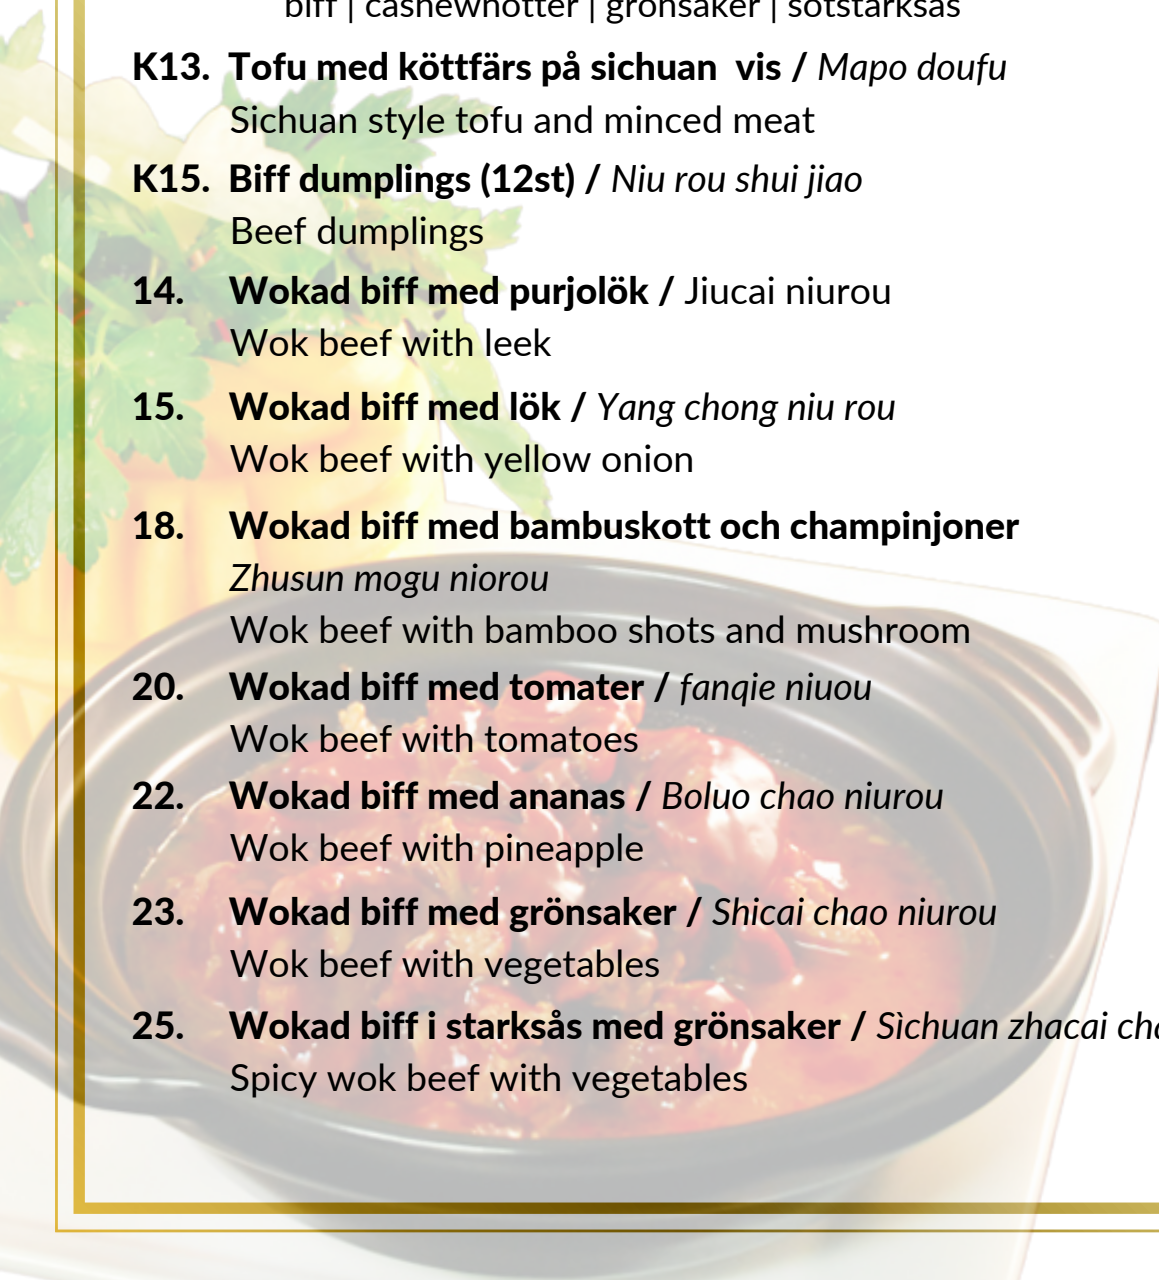 biff | cashewnötter | grönsaker | sötstarksås
K13. Tofu med köttfärs på sichuan vis / Mapo doufu
Sichuan style tofu and minced meat
K15. Biff dumplings (12st) / Niu rou shui jiao
Beef dumplings
14. Wokad biff med purjolök / Jiucai niurou
Wok beef with leek
15. Wokad biff med lök / Yang chong niu rou
Wok beef with yellow onion
18. Wokad biff med bambuskott och champinjoner
Zhusun mogu niorou
Wok beef with bamboo shots and mushroom
20. Wokad biff med tomater / fanqie niuou
Wok beef with tomatoes
22. Wokad biff med ananas / Boluo chao niurou
Wok beef with pineapple
23. Wokad biff med grönsaker / Shicai chao niurou
Wok beef with vegetables
25. Wokad biff i starksås med grönsaker / Sìchuan zhacai
Spicy wok beef with vegetables